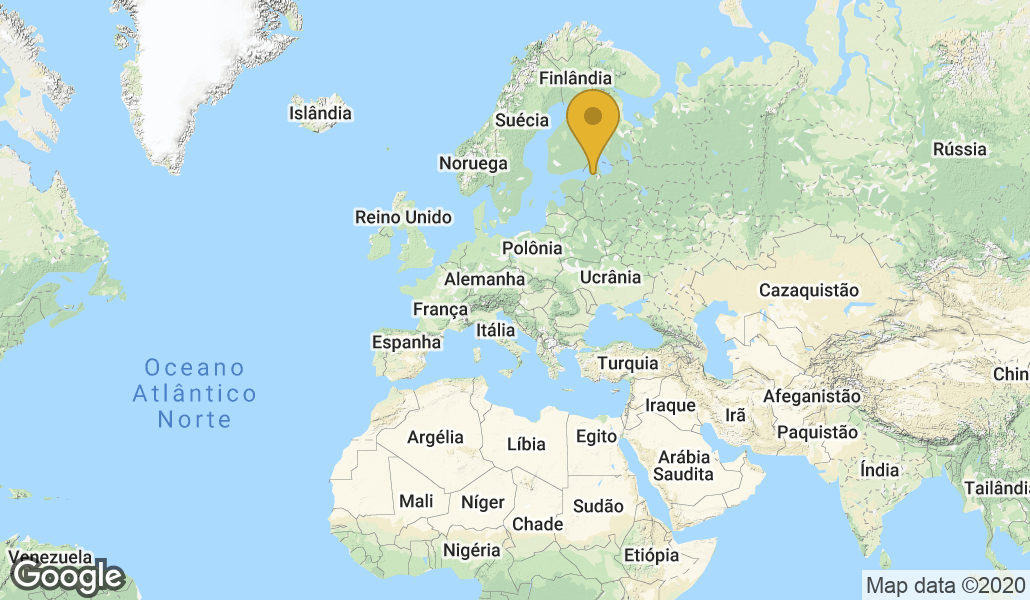 Finlândia
Islândia
Suécia
Rússia
Noruega
Reino Unido
Polônia
Alemanha
Ucrânia
Cazaquistão
França
Itália
Espanha
Turquia
Oceano
Atlântico
Norte
Chin
Afeganistão
Iraque
Irã
Paquistão
Argélia
Líbia
Egito
Arábia
Saudita
Índia
Tailândia
Mali
Níger
Sudão
Chade
Nigéria
Etiópia
Venezuela
Google
Map data ©2020